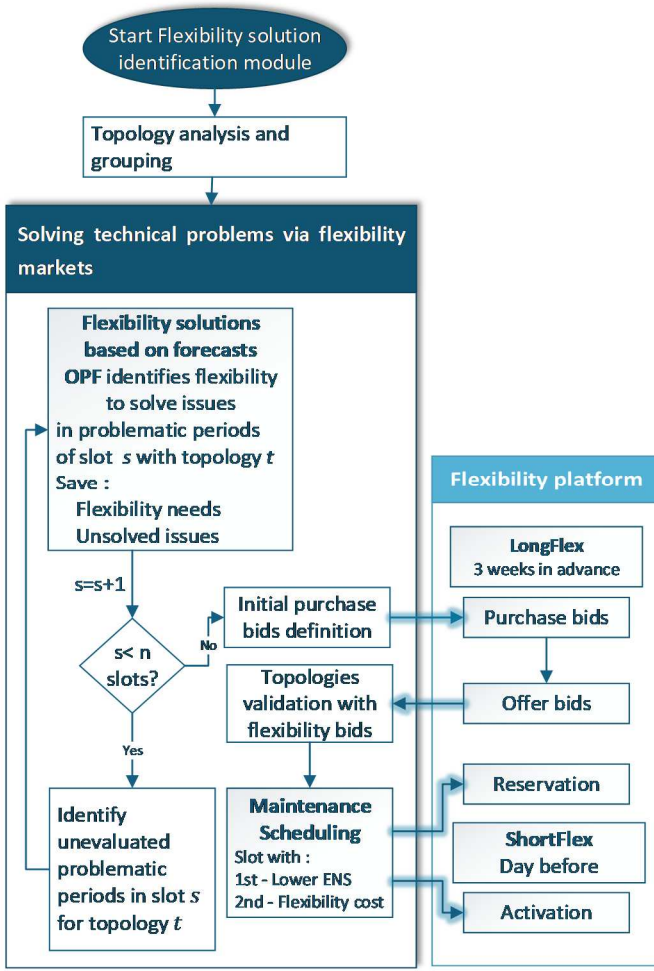 Start Flexibility solution
identification module
Topology analysis and
grouping
Solving technical problems via flexibility
markets
Flexibility solutions
based on forecasts
OPF identifies flexibility
to solve issues
in problematic periods
of slot s with topology t
Save :
Flexibility needs
Unsolved issues
s=s+1
s< n
slots?
No
Yes
Identify
unevaluated
problematic
periods in slot s
for topology t
Initial purchase
bids definition
Topologies
validation with
flexibility bids
Maintenance
Scheduling
Slot with :
1st - Lower ENS
2nd - Flexibility cost
Flexibility platform
LongFlex
3 weeks in advance
Purchase bids
Offer bids
Reservation
ShortFlex
Day before
Activation